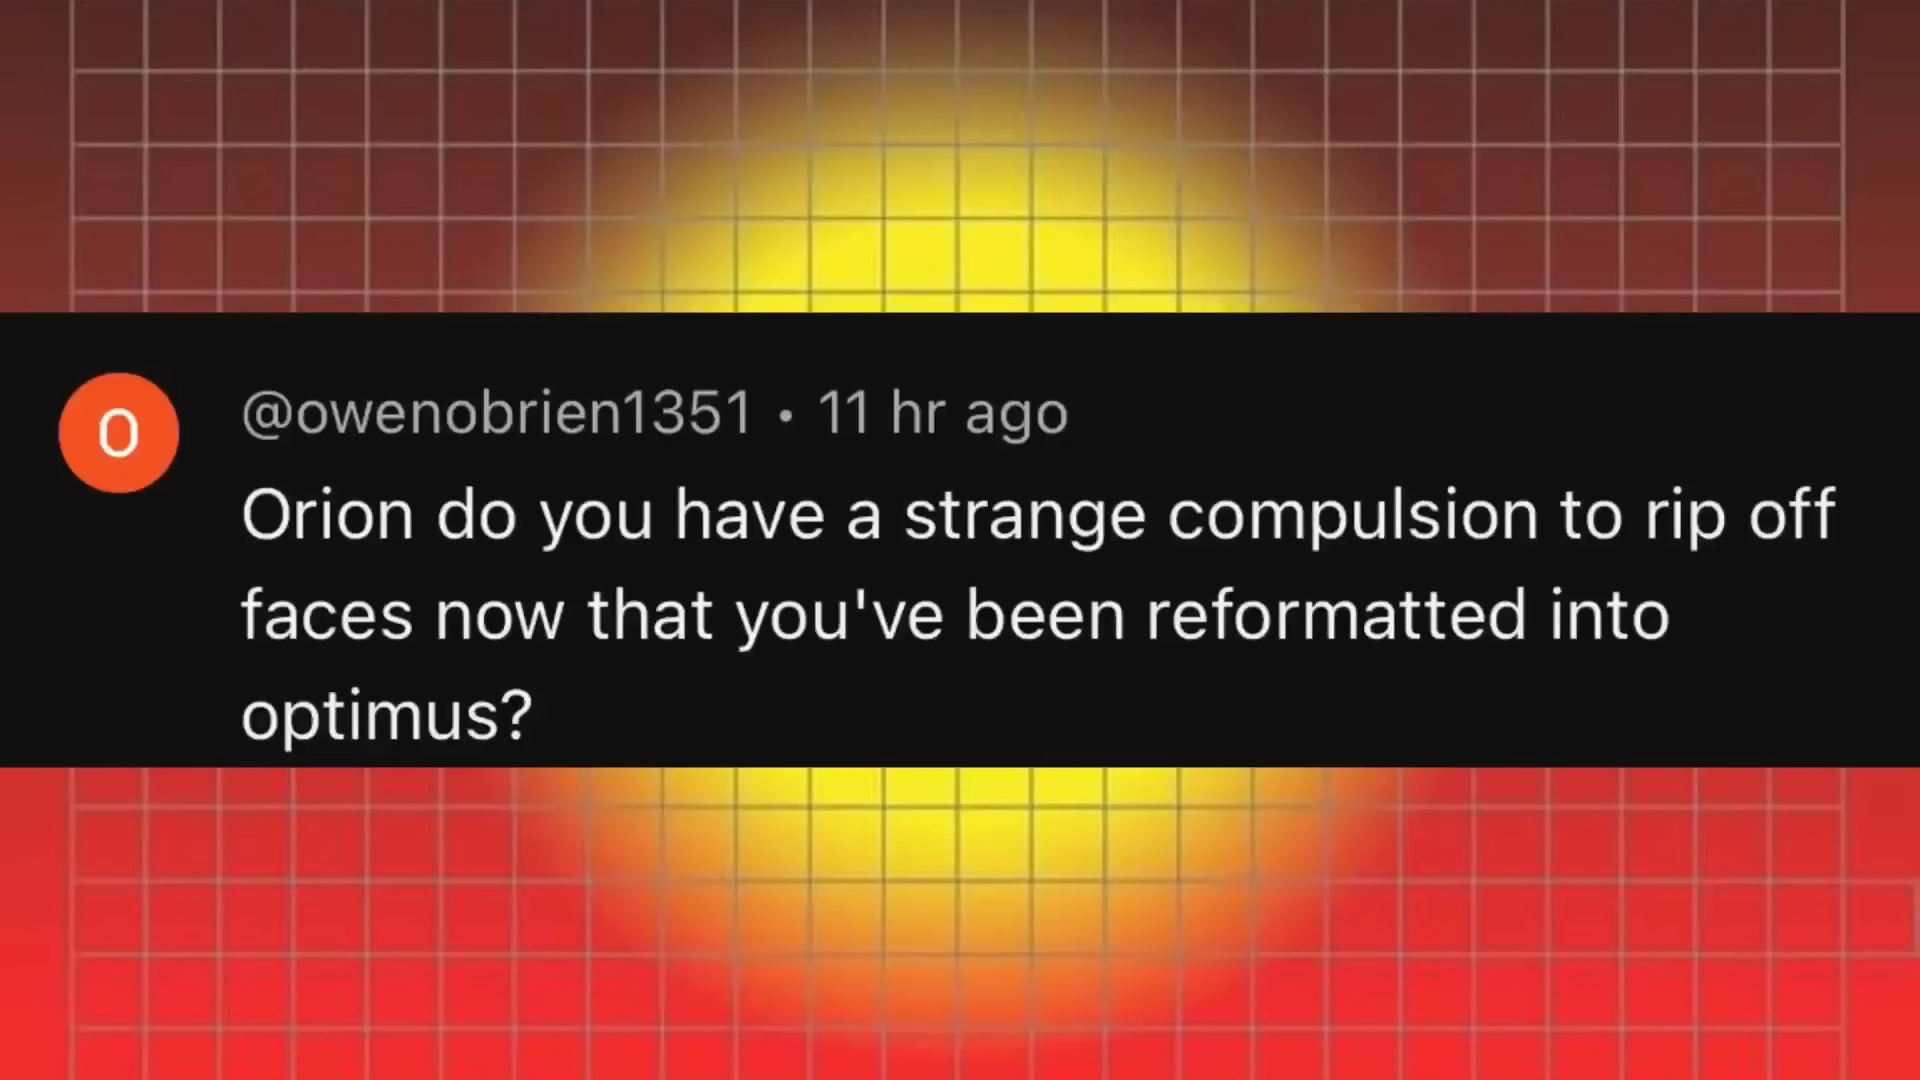 O
@owenobrien1351 • 11 hr ago
Orion do you have a strange compulsion to rip off
faces now that you've been reformatted into
optimus?